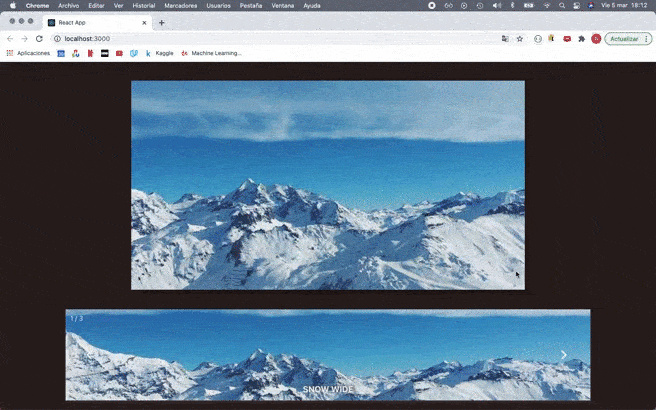 Chrome Archivo Editar Ver Historial Marcadores Usuarios Pestaña Ventana Ayuda Vie 5 mar 18:12
React App
localhost:3000 Actualizar
Aplicaciones Kaggle Machine Learning...
1 / 3
SNOW WIDE